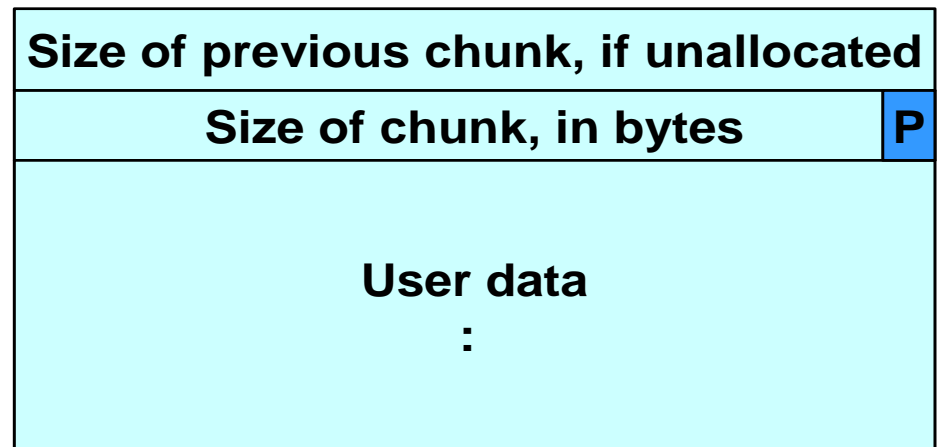 Size of previous chunk, if unallocated
Size of chunk, in bytes P
User data
: